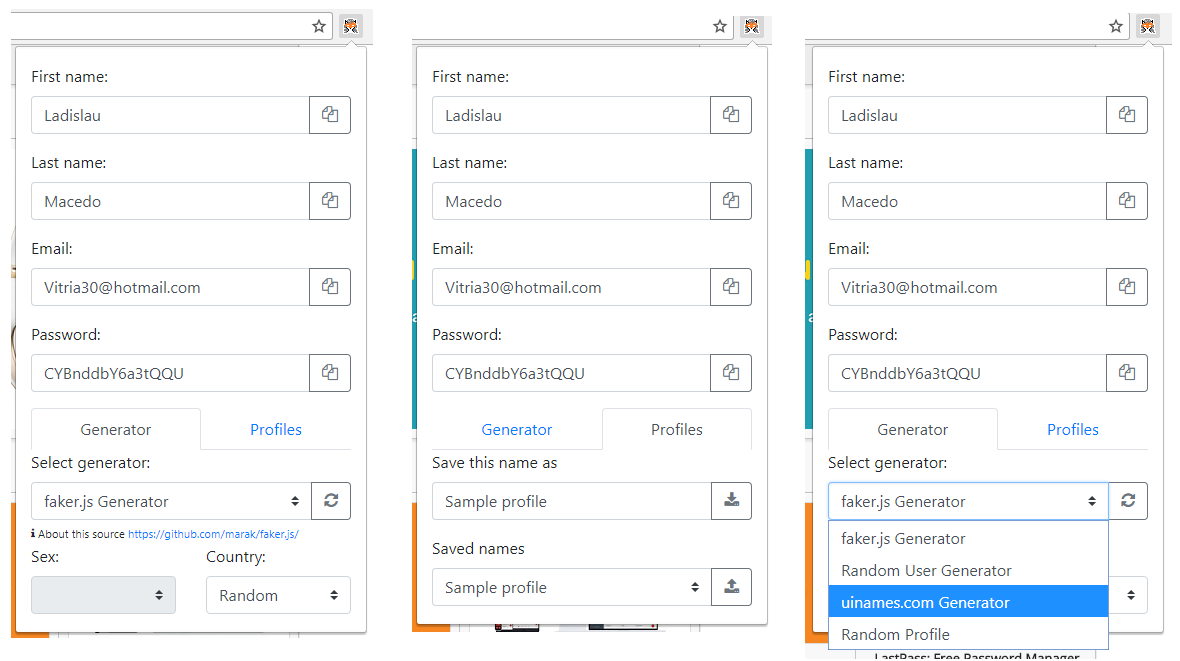 First name:
Ladislau
Last name:
Macedo
Email:
Vitria30@hotmail.com
Password:
CYBnddbY6a3tQQU
Generator Profiles
Select generator:
faker.js Generator
About this source https://github.com/marak/faker.js/
Sex: Country:
Random
First name:
Ladislau
Last name:
Macedo
Email:
Vitria30@hotmail.com
Password:
CYBnddbY6a3tQQU
Generator Profiles
Save this name as
Sample profile
Saved names
Sample profile
First name:
Ladislau
Last name:
Macedo
Email:
Vitria30@hotmail.com
Password:
CYBnddbY6a3tQQU
Generator Profiles
Select generator:
faker.js Generator
faker.js Generator
Random User Generator
uinames.com Generator
Random Profile
LastPass: Free Password Manager